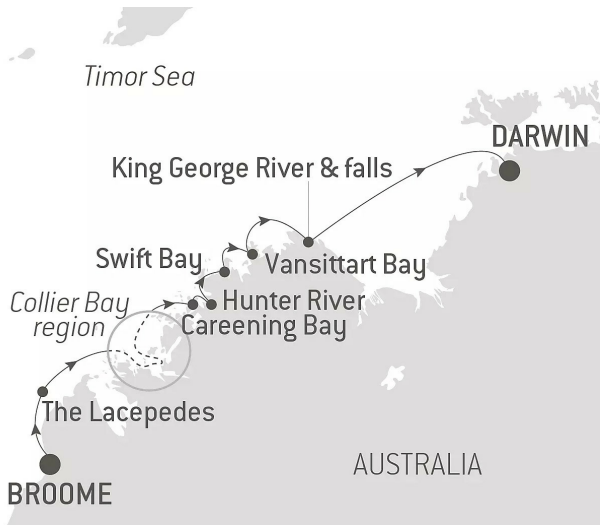 Timor Sea
DARWIN
King George River & falls
Swift Bay
Vansittart Bay
Collier Bay
region
Hunter River
Careening Bay
The Lacepedes
AUSTRALIA
BROOME